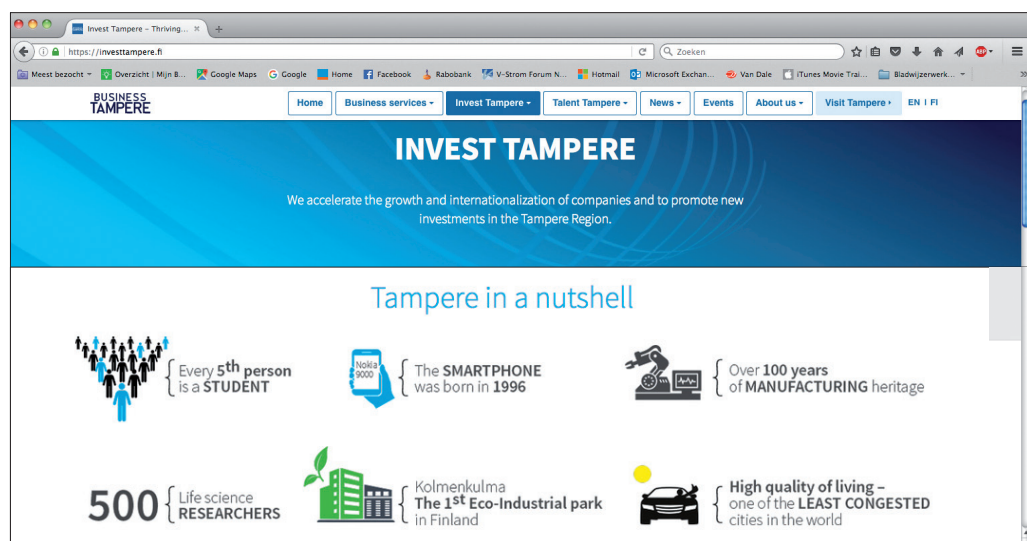 Invest Tampere – Thriving...
https://investtampere.fi
Zoeken
ABP
Meest bezocht
Overzicht | Mijn B...
Google Maps
Google
Home
Facebook
Rabobank
V-Strom Forum N...
Hotmail
Microsoft Exchan...
Van Dale
iTunes Movie Trai...
Bladwijzerwerk...
BUSINESS
TAMPERE
Home
Business services
Invest Tampere
Talent Tampere
News
Events
About us
Visit Tampere
EN | FI
INVEST TAMPERE
We accelerate the growth and internationalization of companies and to promote new
investments in the Tampere Region.
Tampere in a nutshell
Every 5th person
is a STUDENT
Nokia
9000
The SMARTPHONE
was born in 1996
Over 100 years
of MANUFACTURING heritage
500
Life science
RESEARCHERS
Kolmenkulma
The 1st Eco-Industrial park
in Finland
High quality of living –
one of the LEAST CONGESTED
cities in the world